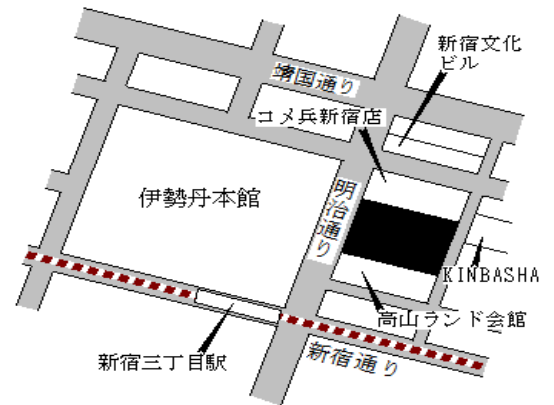 新宿文化
ビル
靖国通り
コメ兵新宿店
伊勢丹本館
明治通り
KINBASHA
高山ランド会館
新宿三丁目駅
新宿通り